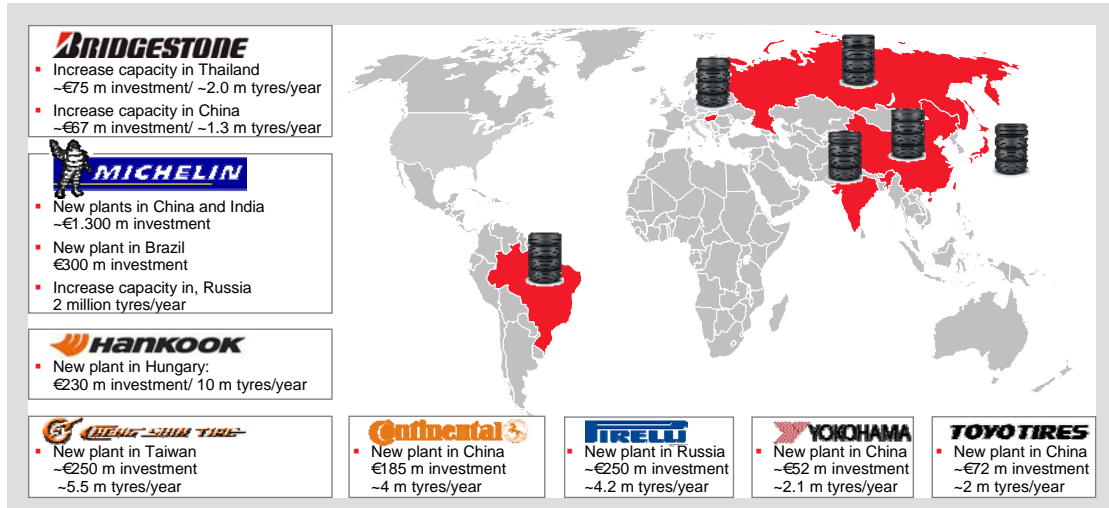 BRIDGESTONE
Increase capacity in Thailand
~€75 m investment/ ~2.0 m tyres/year
Increase capacity in China
~€67 m investment/ ~1.3 m tyres/year
MICHELIN
New plants in China and India
~€1.300 m investment
New plant in Brazil
€300 m investment
Increase capacity in, Russia
2 million tyres/year
HANKOOK
New plant in Hungary:
€230 m investment/ 10 m tyres/year
CHENG SHIN TIRE
New plant in Taiwan
~€250 m investment
~5.5 m tyres/year
Continental
New plant in China
€185 m investment
~4 m tyres/year
PIRELLI
New plant in Russia
~€250 m investment
~4.2 m tyres/year
YOKOHAMA
New plant in China
~€52 m investment
~2.1 m tyres/year
TOYO TIRES
New plant in China
~€72 m investment
~2 m tyres/year